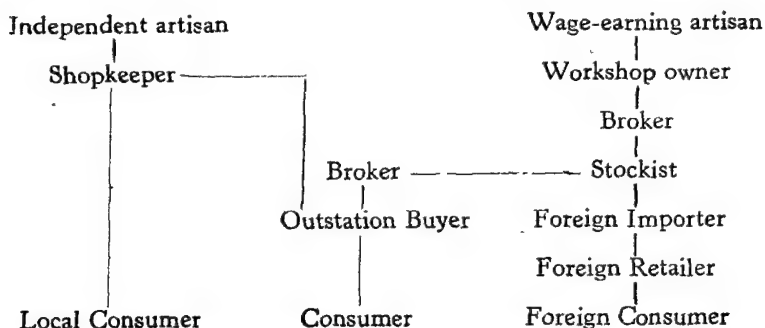 Independent artisan Wage-earning artisan
Shopkeeper Workshop owner
Broker
Broker Stockist
Outstation Buyer Foreign Importer
Foreign Retailer
Local Consumer Consumer Foreign Consumer